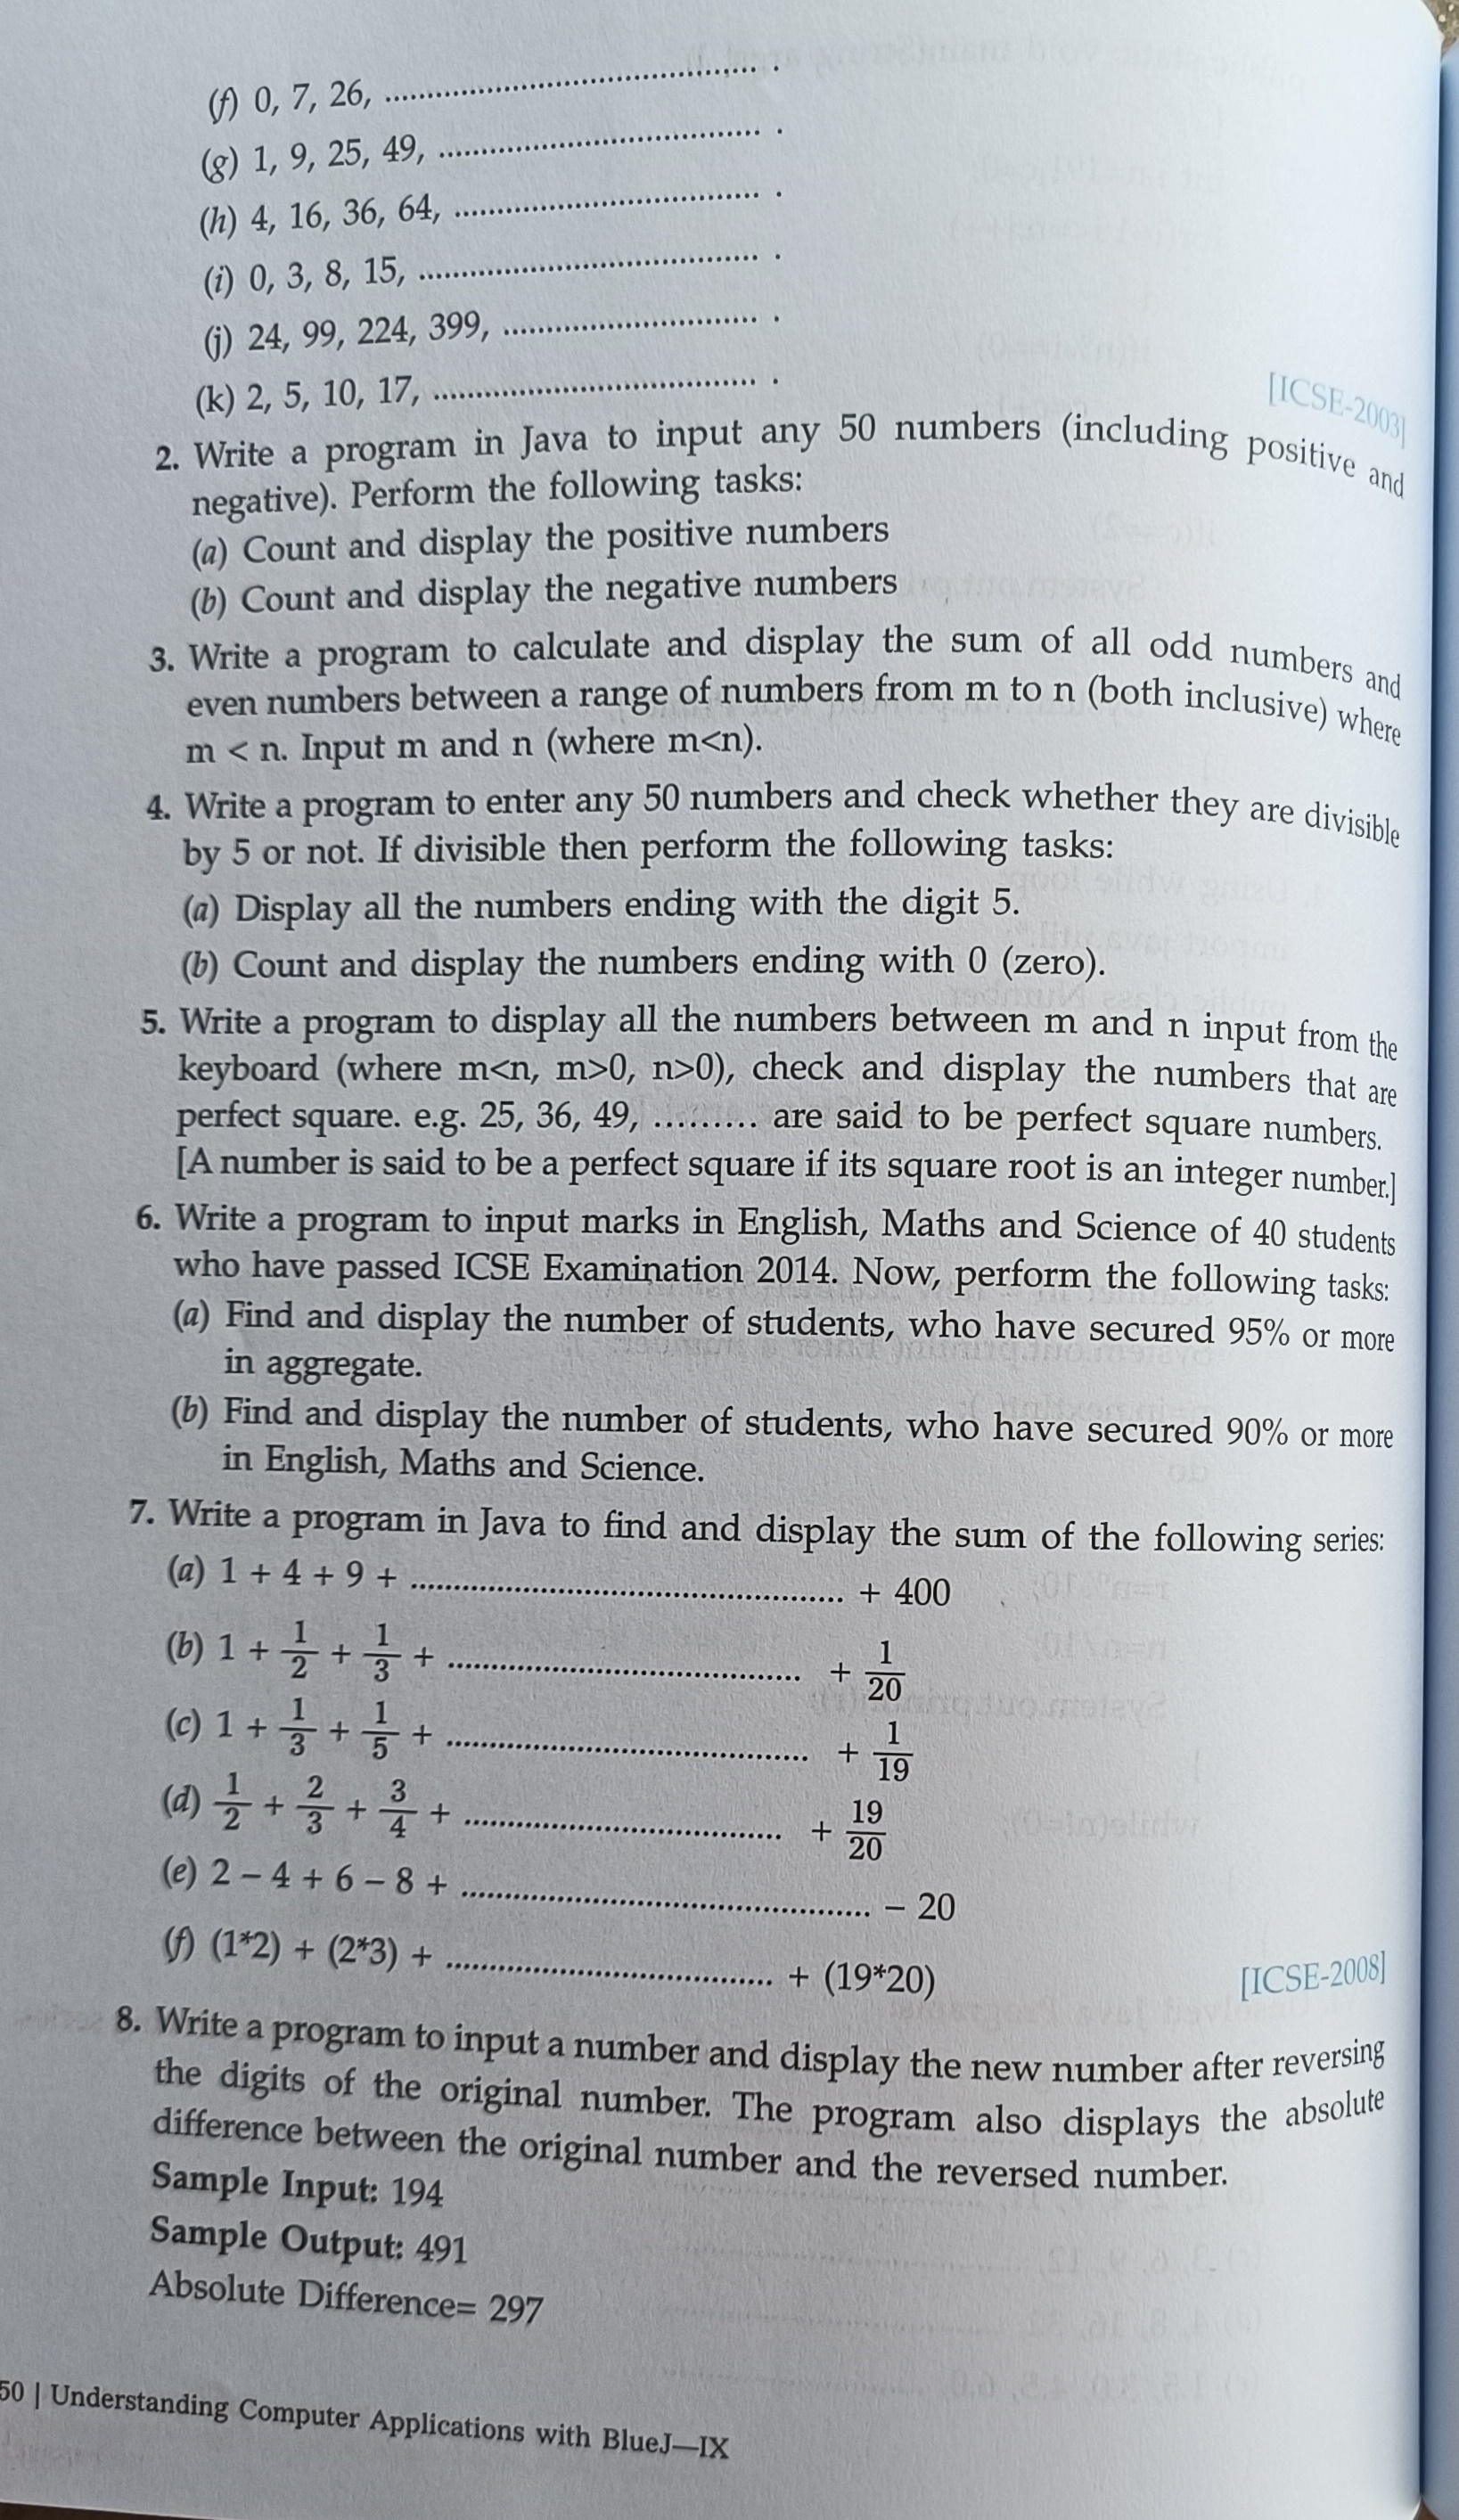 (f) 0, 7, 26, .......................................... .
(g) 1, 9, 25, 49, .......................................... .
(h) 4, 16, 36, 64, .......................................... .
(i) 0, 3, 8, 15, .......................................... .
(j) 24, 99, 224, 399, .................................. .
(k) 2, 5, 10, 17, .......................................... .
[ICSE-2003]
2. Write a program in Java to input any 50 numbers (including positive and
negative). Perform the following tasks:
(a) Count and display the positive numbers
(b) Count and display the negative numbers
3. Write a program to calculate and display the sum of all odd numbers and
even numbers between a range of numbers from m to n (both inclusive) where
m < n. Input m and n (where m<n).
4. Write a program to enter any 50 numbers and check whether they are divisible
by 5 or not. If divisible then perform the following tasks:
(a) Display all the numbers ending with the digit 5.
(b) Count and display the numbers ending with 0 (zero).
5. Write a program to display all the numbers between m and n input from the
keyboard (where m<n, m>0, n>0), check and display the numbers that are
perfect square. e.g. 25, 36, 49, ......... are said to be perfect square numbers.
[A number is said to be a perfect square if its square root is an integer number.]
6. Write a program to input marks in English, Maths and Science of 40 students
who have passed ICSE Examination 2014. Now, perform the following tasks:
(a) Find and display the number of students, who have secured 95% or more
in aggregate.
(b) Find and display the number of students, who have secured 90% or more
in English, Maths and Science.
7. Write a program in Java to find and display the sum of the following series:
(a) 1 + 4 + 9 + .................................................. + 400
(b) 1 + 1/2 + 1/3 + .......................................... + 1/20
(c) 1 + 1/3 + 1/5 + .......................................... + 1/19
(d) 1/2 + 2/3 + 3/4 + ...................................... + 19/20
(e) 2 – 4 + 6 – 8 + .................................................. – 20
(f) (1*2) + (2*3) + ........................................ + (19*20) [ICSE-2008]
8. Write a program to input a number and display the new number after reversing
the digits of the original number. The program also displays the absolute
difference between the original number and the reversed number.
Sample Input: 194
Sample Output: 491
Absolute Difference= 297
50 | Understanding Computer Applications with BlueJ—IX